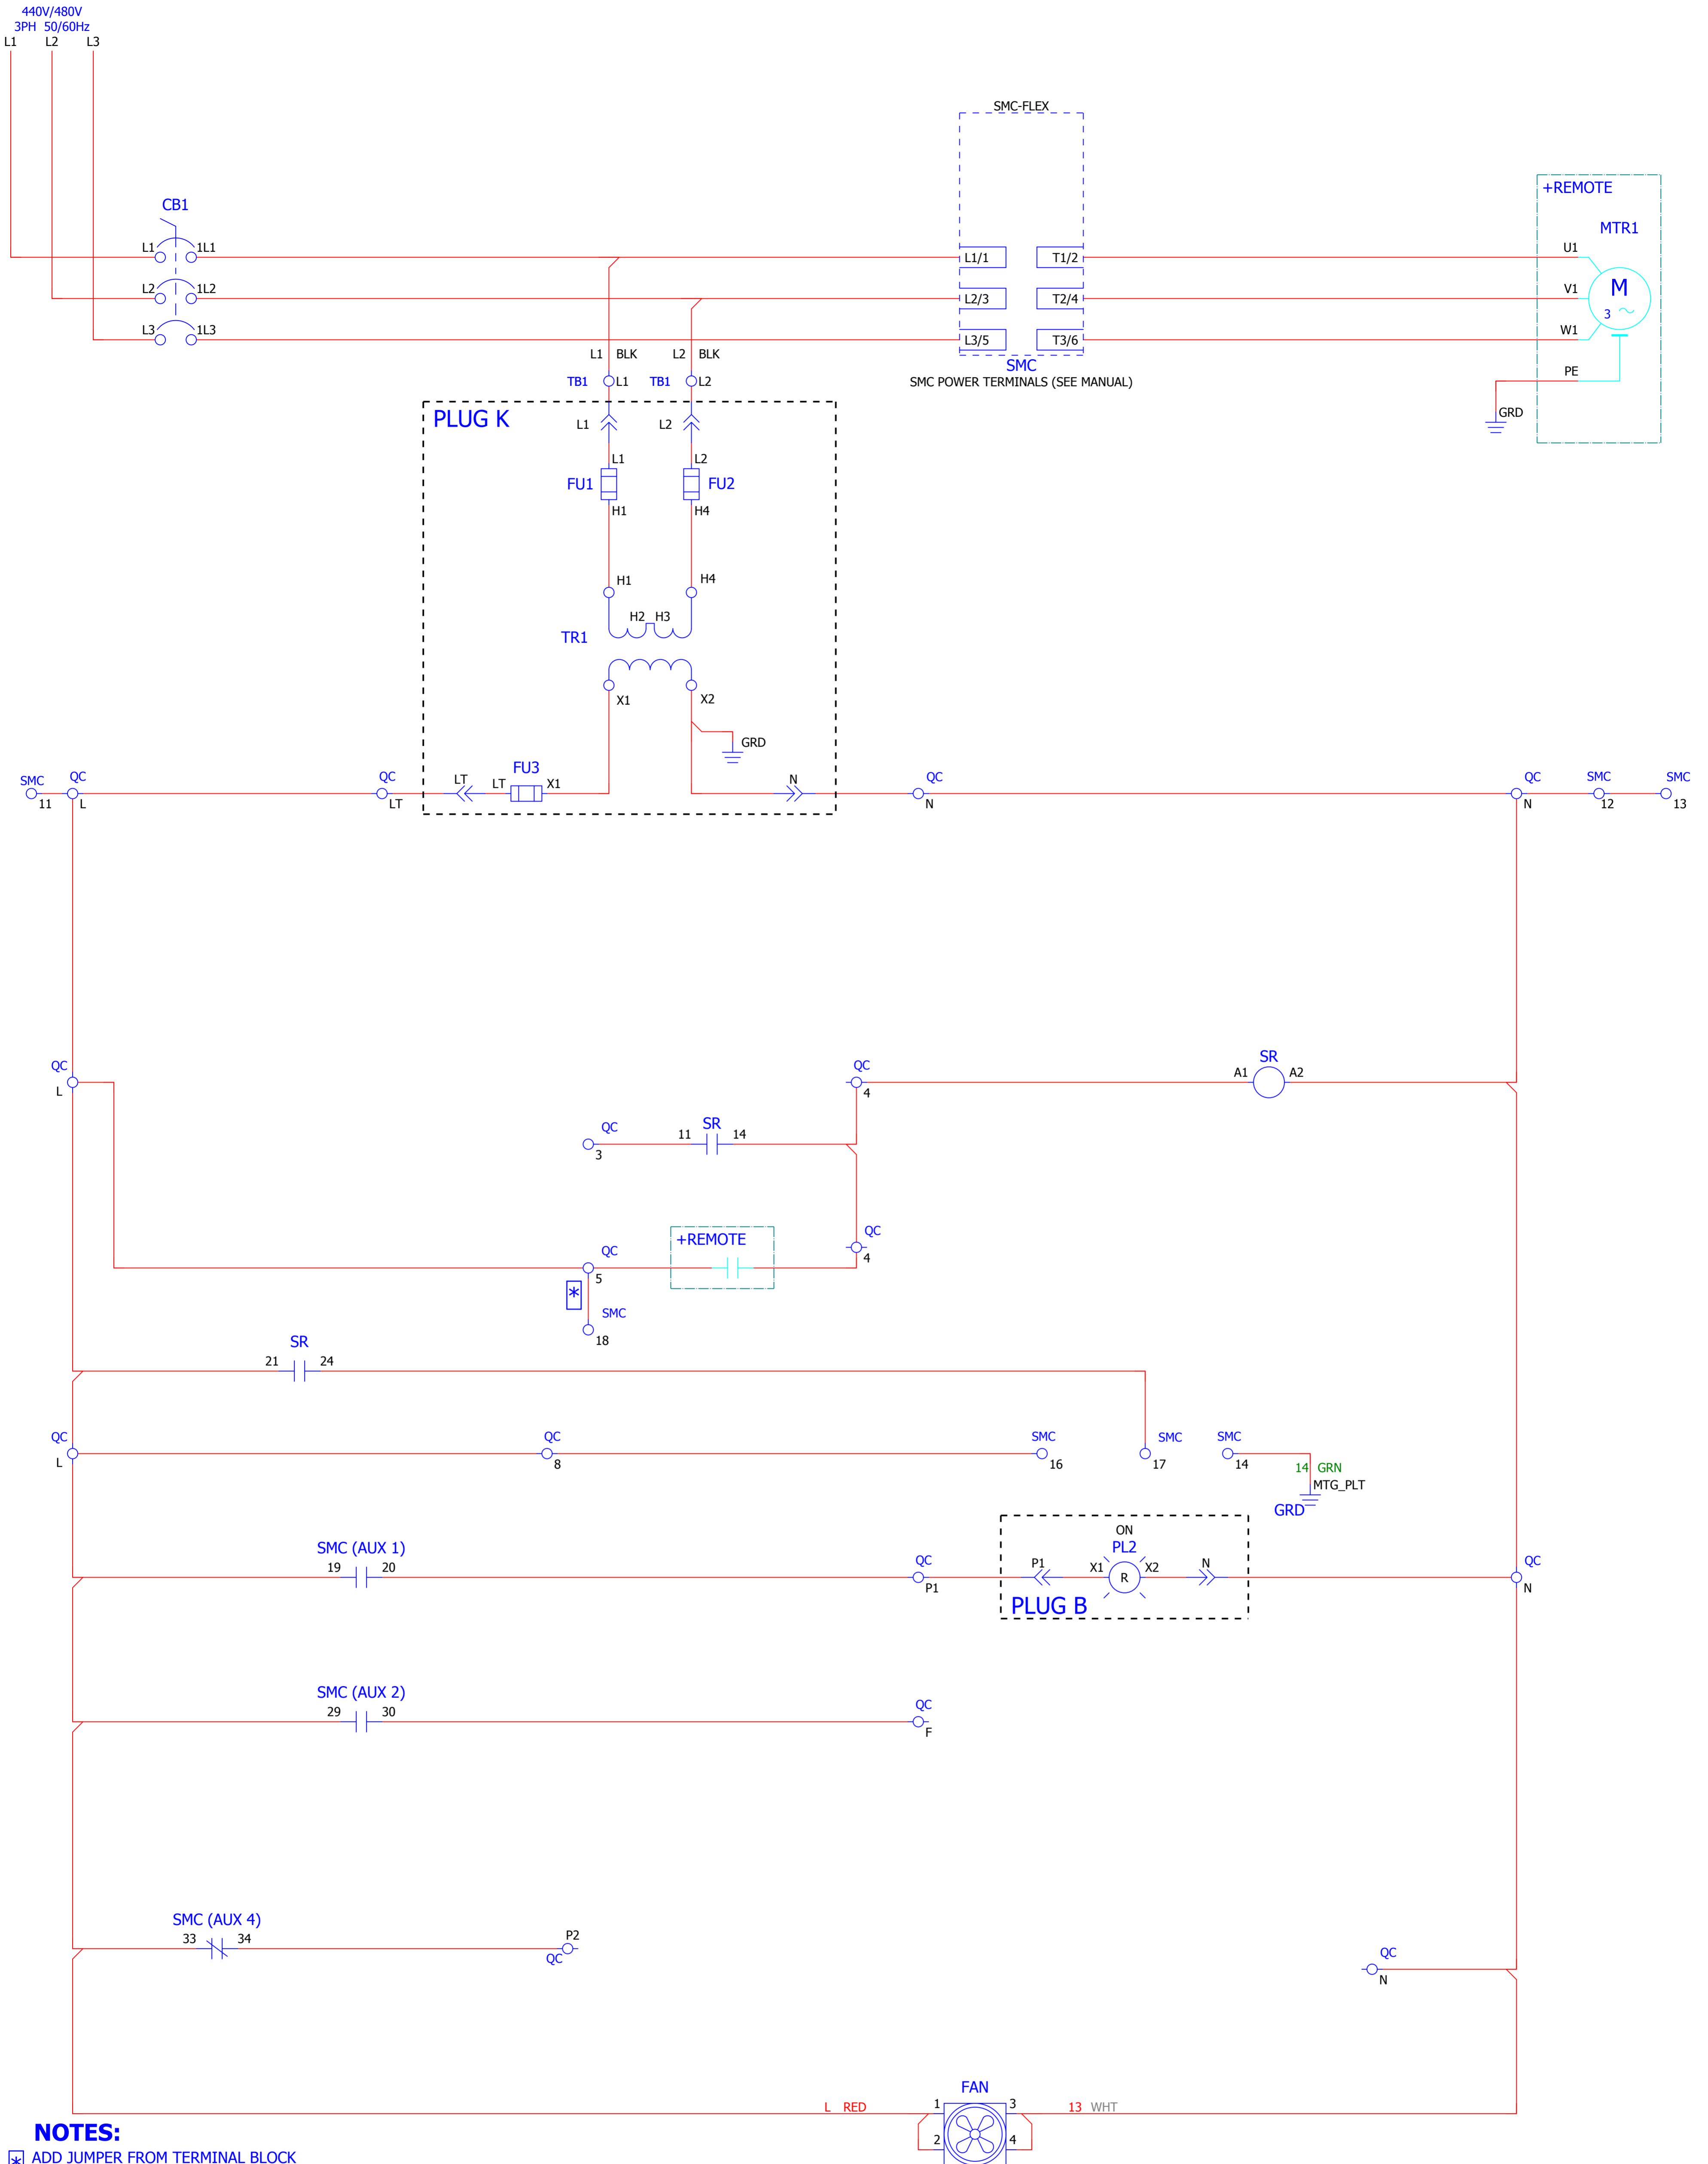 440V/480V
3PH 50/60Hz
L1 L2 L3
SMC-FLEX
+REMOTE
CB1
MTR1
L1 1L1 L1/1 T1/2 U1
L2 1L2 L2/3 T2/4 V1
M
3
L3 1L3 L3/5 T3/6 W1
L1 BLK L2 BLK
SMC
SMC POWER TERMINALS (SEE MANUAL)
PE
TB1 L1 TB1 L2
GRD
PLUG K
L1 L2
L1 L2
FU1 FU2
H1 H4
H1 H4
H2 H3
TR1
X1 X2
GRD
FU3
SMC QC QC LT LT X1 N QC QC SMC SMC
11 L LT N N 12 13
QC QC SR
L 4 A1 A2
QC 11 SR 14
3
+REMOTE QC
QC 4
5
*
SMC
18
SR
21 24
QC QC SMC SMC SMC
L 8 16 17 14
14 GRN
MTG_PLT
GRD
ON
SMC (AUX 1) PL2
19 20 QC P1 X1 R X2 N QC
P1 N
PLUG B
SMC (AUX 2)
29 30 QC
F
SMC (AUX 4)
33 34 P2
QC QC
N
FAN
L RED 1 3 13 WHT
2 4
NOTES:
* ADD JUMPER FROM TERMINAL BLOCK